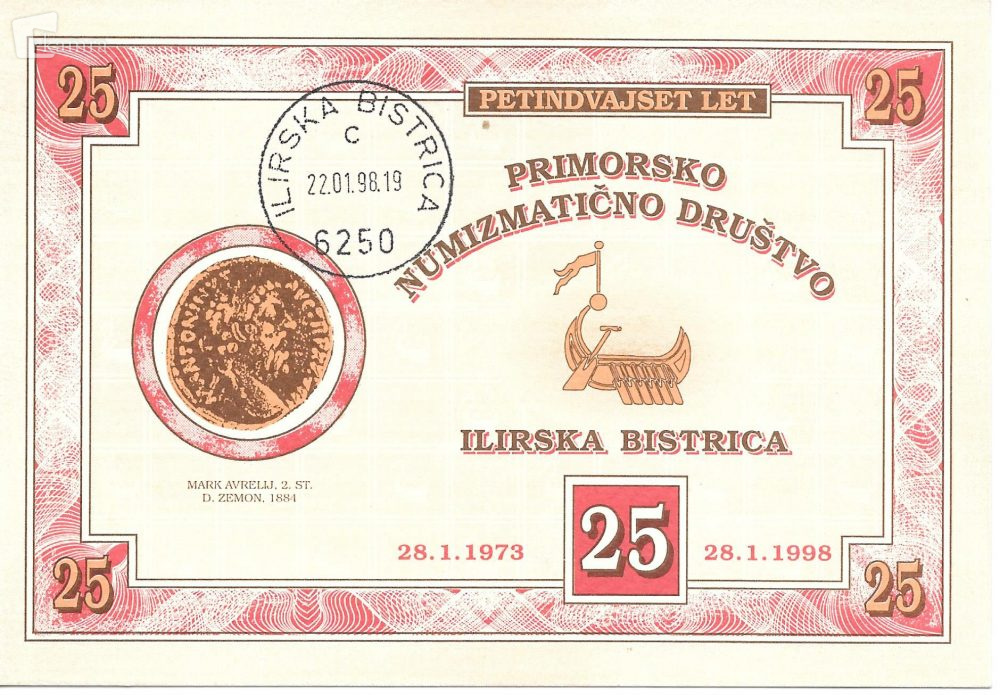 25
PETINDVAJSET LET
25
ILIRSKA BISTRICA
C
22.01.98.19
6250
PRIMORSKO
NUMIZMATIČNO DRUŠTVO
ILIRSKA BISTRICA
MARK AVRELIJ, 2. ST.
D. ZEMON, 1884
28.1.1973
25
28.1.1998
25
25